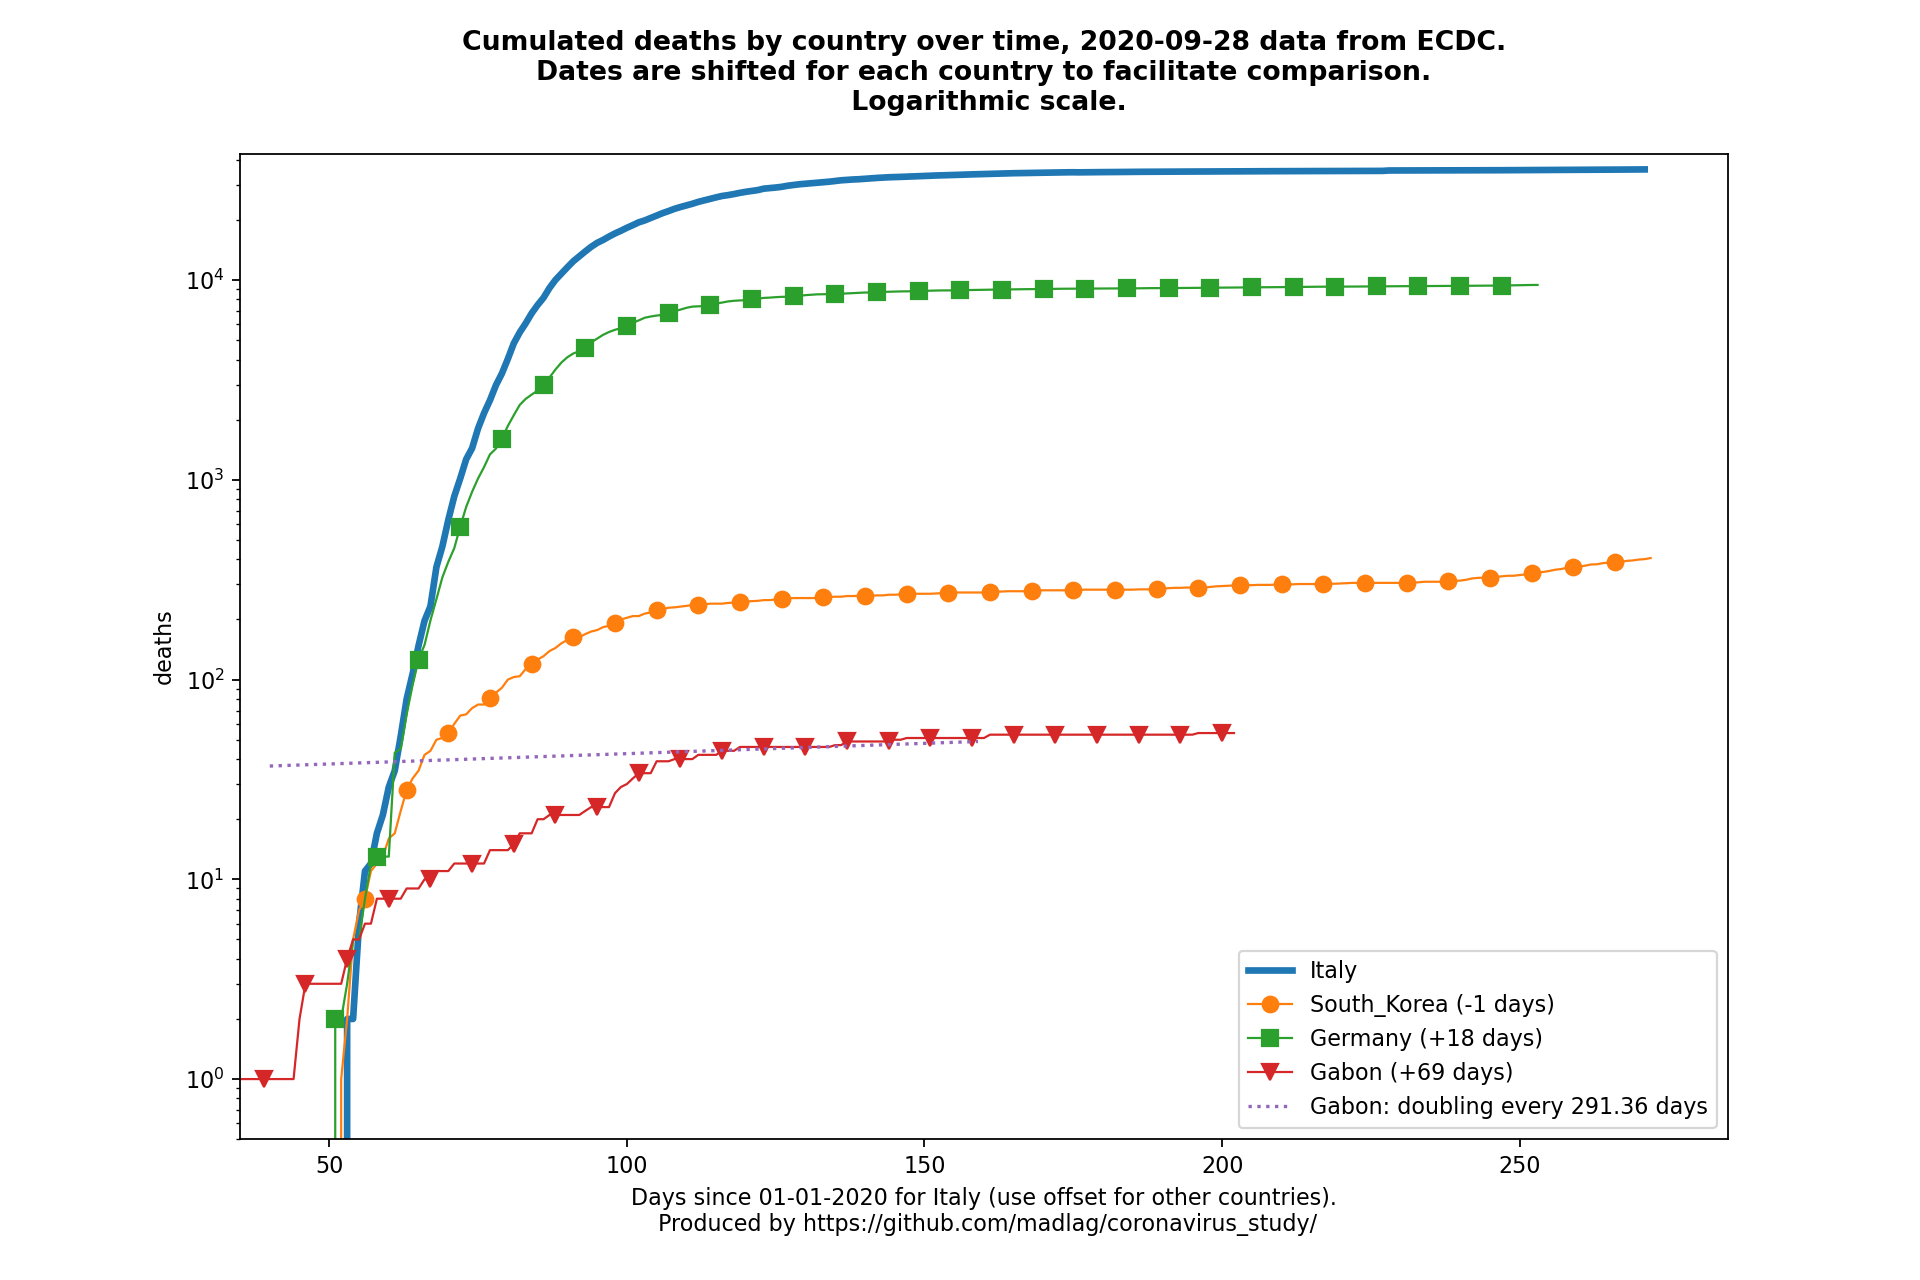 Cumulated deaths by country over time, 2020-09-28 data from ECDC.
Dates are shifted for each country to facilitate comparison.
Logarithmic scale.
10^4
10^3
10^2
10^1
10^0
deaths
50
100
150
200
250
Days since 01-01-2020 for Italy (use offset for other countries).
Produced by https://github.com/madlag/coronavirus_study/
Italy
South_Korea (-1 days)
Germany (+18 days)
Gabon (+69 days)
Gabon: doubling every 291.36 days